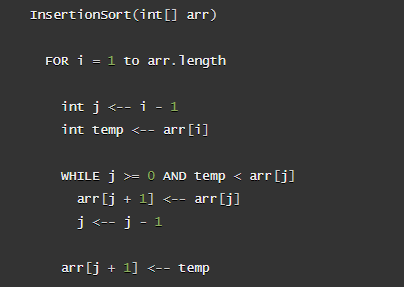 InsertionSort(int[] arr)
FOR i = 1 to arr.length
int j <-- i - 1
int temp <-- arr[i]
WHILE j >= 0 AND temp < arr[j]
arr[j + 1] <-- arr[j]
j <-- j - 1
arr[j + 1] <-- temp